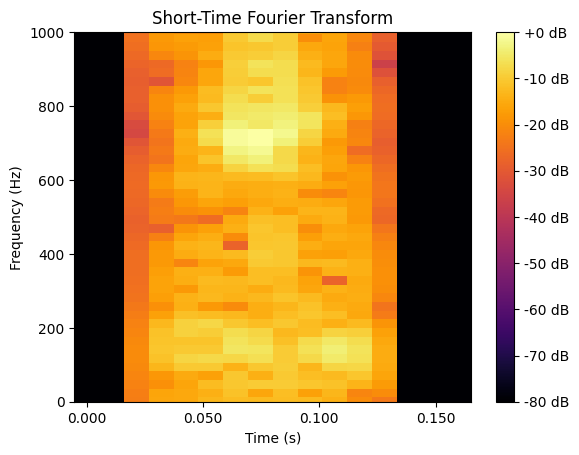 Short-Time Fourier Transform
1000
800
600
400
200
0
Frequency (Hz)
0.000
0.050
0.100
0.150
Time (s)
+0 dB
-10 dB
-20 dB
-30 dB
-40 dB
-50 dB
-60 dB
-70 dB
-80 dB